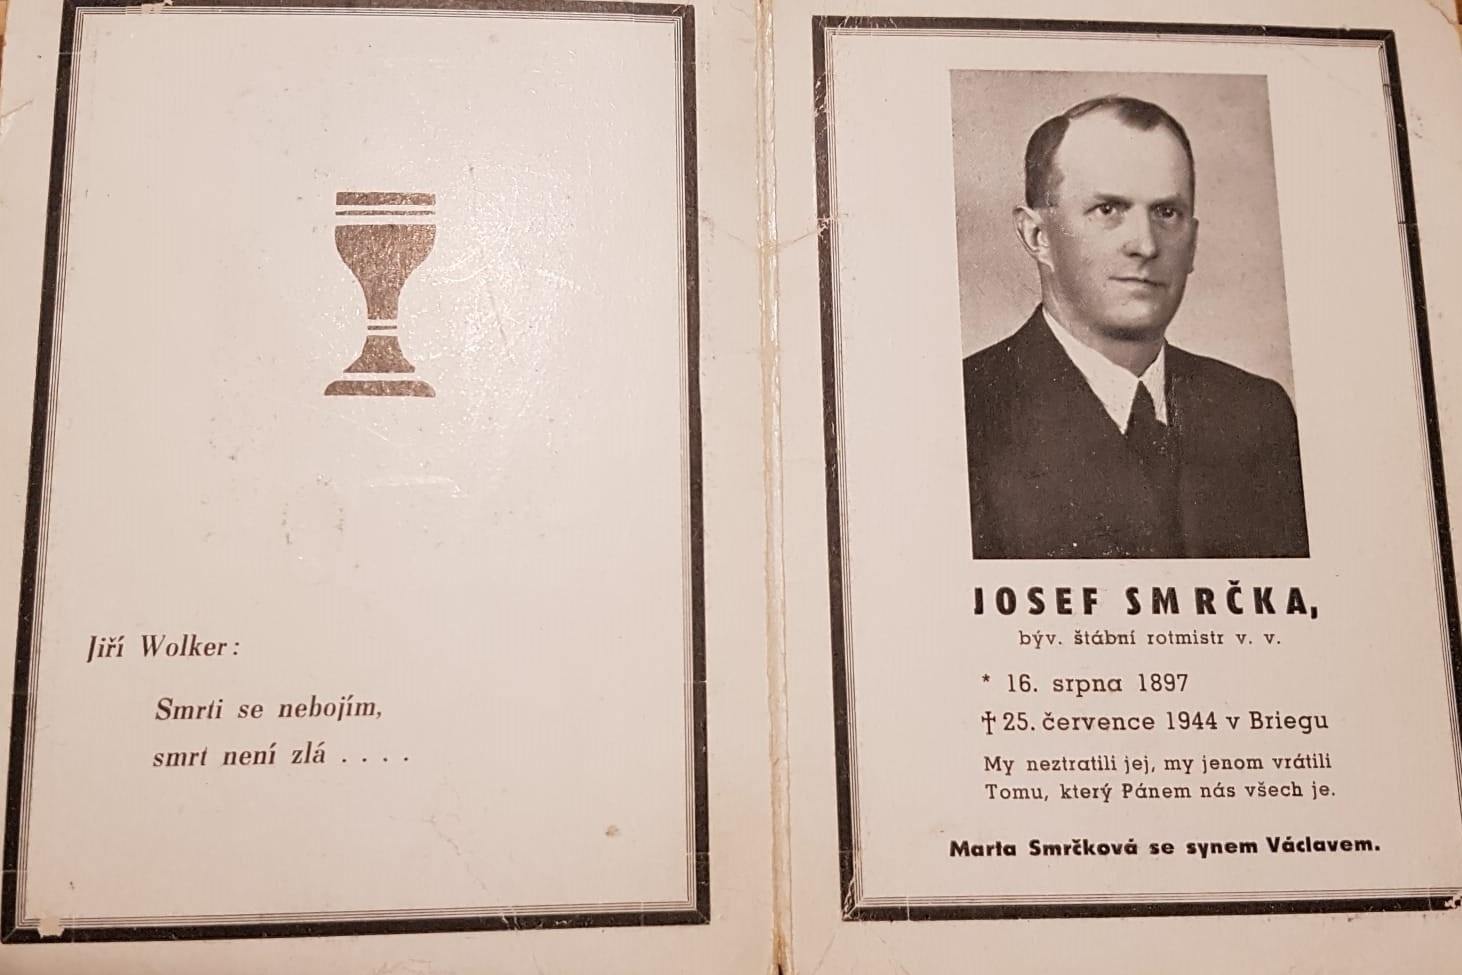 Jiří Wolker:
Smrti se nebojím,
smrt není zlá . . . .
JOSEF SMRČKA,
býv. štábní rotmistr v. v.
* 16. srpna 1897
✝ 25. července 1944 v Briegu
My neztratili jej, my jenom vrátili
Tomu, který Pánem nás všech je.
Marta Smrčková se synem Václavem.